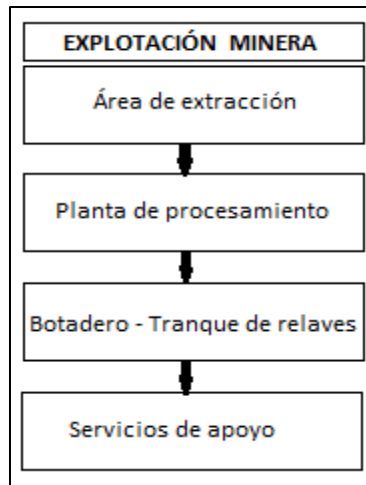 EXPLOTACIÓN MINERA
Área de extracción
Planta de procesamiento
Botadero - Tranque de relaves
Servicios de apoyo